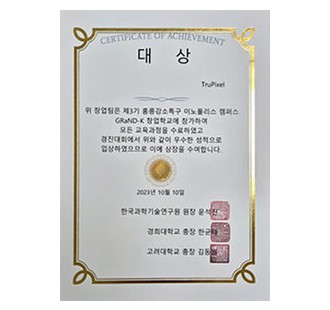 CERTIFICATE OF ACHIEVEMENT
대 상
TruPixel
위 창업팀은 제3기 홍릉강소특구 이노폴리스 캠퍼스
GRaND-K 창업학교에 참가하여
모든 교육과정을 수료하였고
경진대회에서 위와 같이 우수한 성적으로
입상하였으므로 이에 상장을 수여합니다.
2023년 10월 10일
한국과학기술연구원 원장 윤석진
경희대학교 총장 한균태
고려대학교 총장 김동원